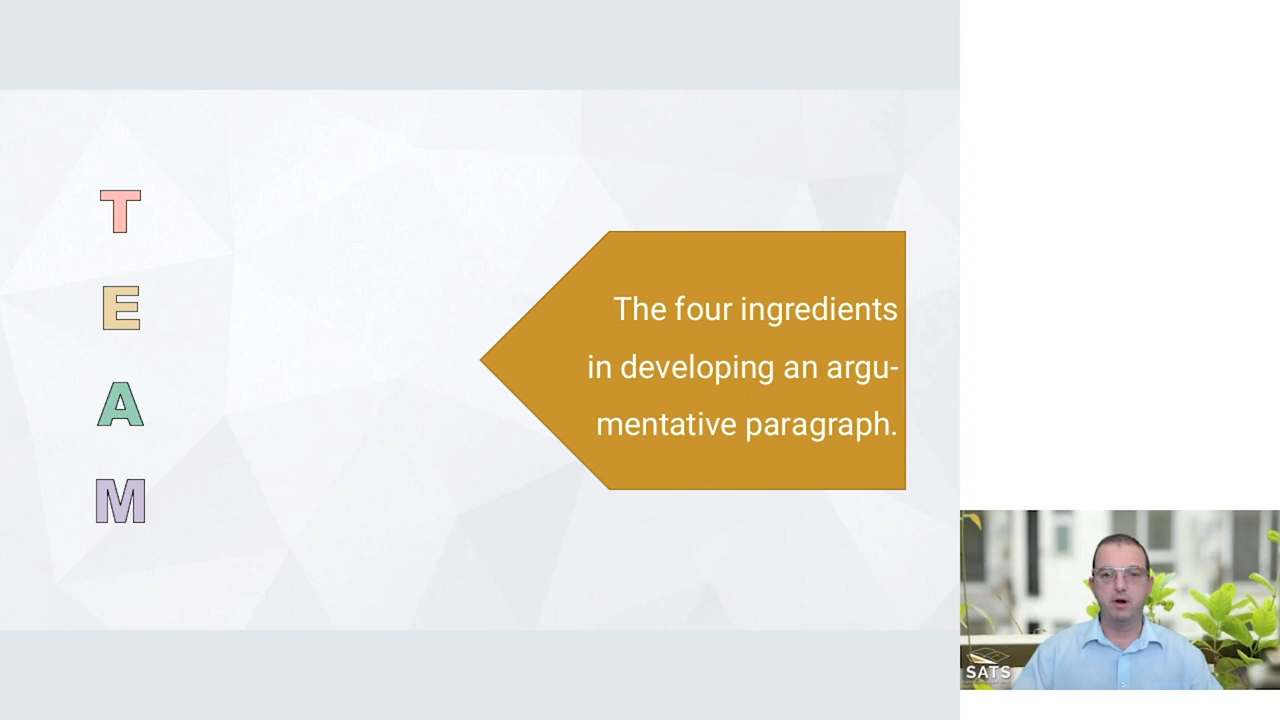 T
E
A
M
The four ingredients
in developing an argu-
mentative paragraph.
SATS